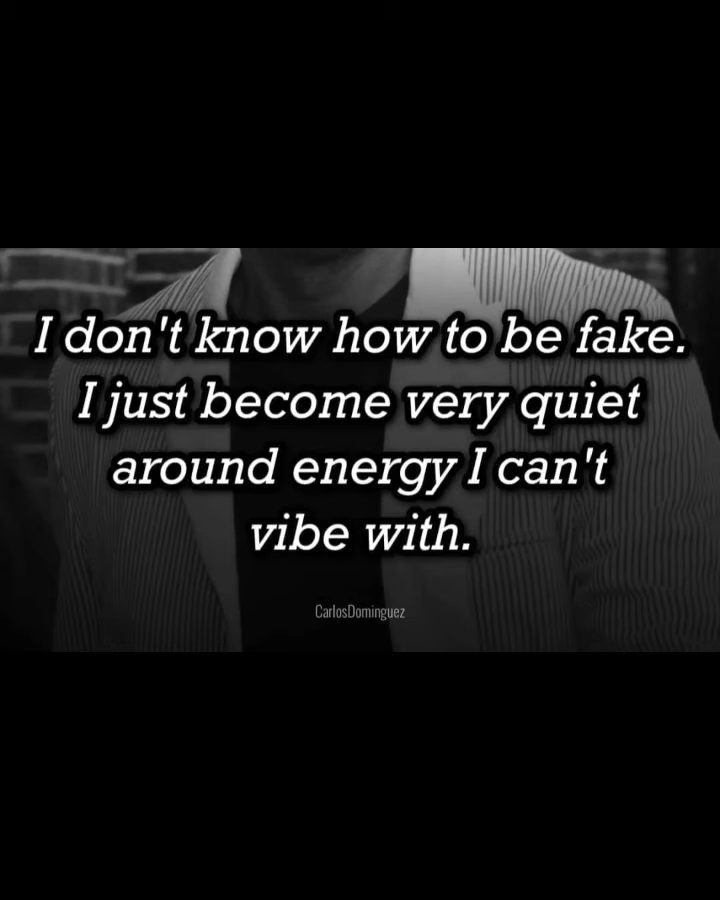 I don't know how to be fake.
I just become very quiet
around energy I can't
vibe with.
CarlosDominguez